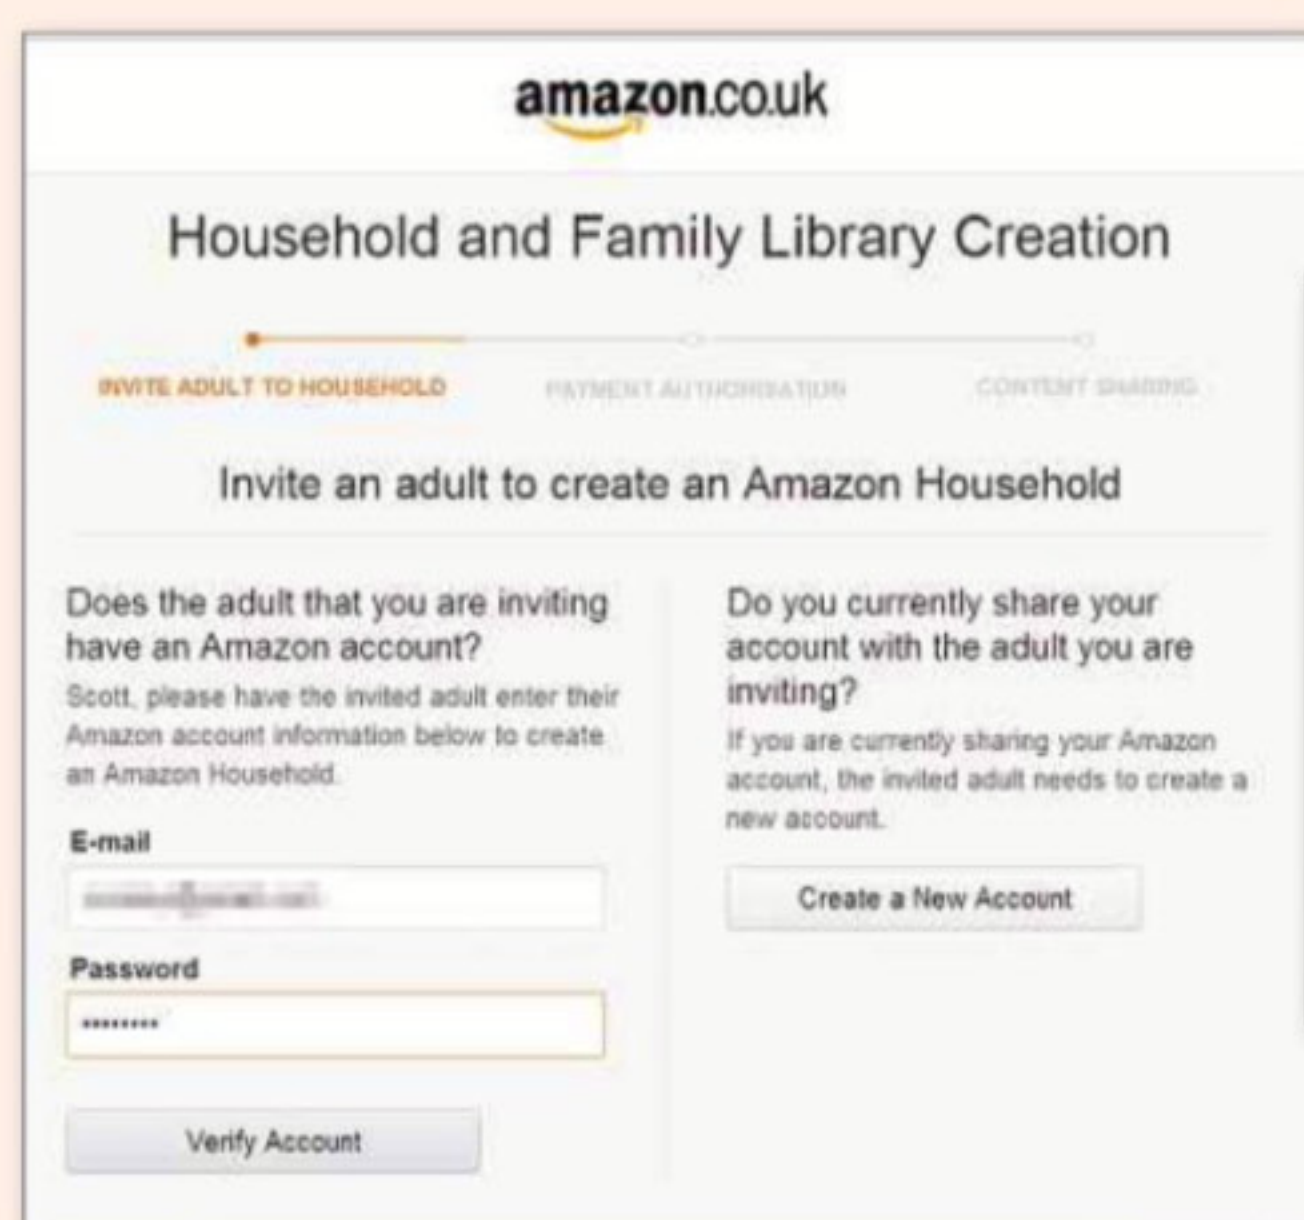 amazon.co.uk
Household and Family Library Creation
INVITE ADULT TO HOUSEHOLD
PAYMENT AUTHORISATION
CONTENT SHARING
Invite an adult to create an Amazon Household
Does the adult that you are inviting
have an Amazon account?
Scott, please have the invited adult enter their
Amazon account information below to create
an Amazon Household.
E-mail
Password
••••••••
Verify Account
Do you currently share your
account with the adult you are
inviting?
If you are currently sharing your Amazon
account, the invited adult needs to create a
new account.
Create a New Account